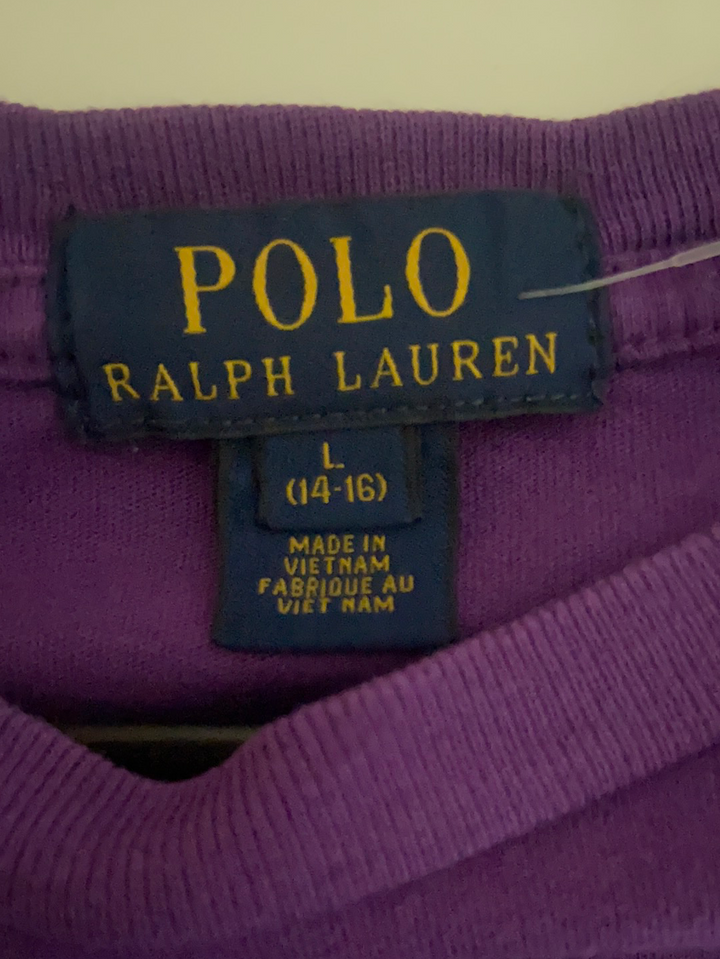 POLO
RALPH LAUREN
L
(14-16)
MADE IN
VIETNAM
FABRIQUE AU
VIET NAM